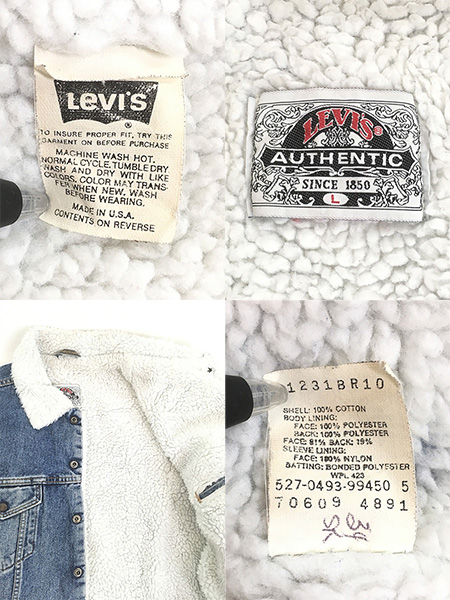 LEVI'S
®
TO INSURE PROPER FIT, TRY THIS
GARMENT ON BEFORE PURCHASE
MACHINE WASH HOT,
NORMAL CYCLE. TUMBLE DRY
WASH AND DRY WITH LIKE
COLORS. COLOR MAY TRANS-
FER WHEN NEW. WASH
BEFORE WEARING.
MADE IN U.S.A.
CONTENTS ON REVERSE
LEVI'S®
AUTHENTIC
SINCE 1850
L
1231BR10
SHELL: 100% COTTON
BODY LINING:
FACE: 100% POLYESTER
BACK: 100% POLYESTER
FACE: 81% BACK: 19%
SLEEVE LINING:
FACE: 100% NYLON
BATTING: BONDED POLYESTER
WPL 423
527-0493-99450 5
70609 4891